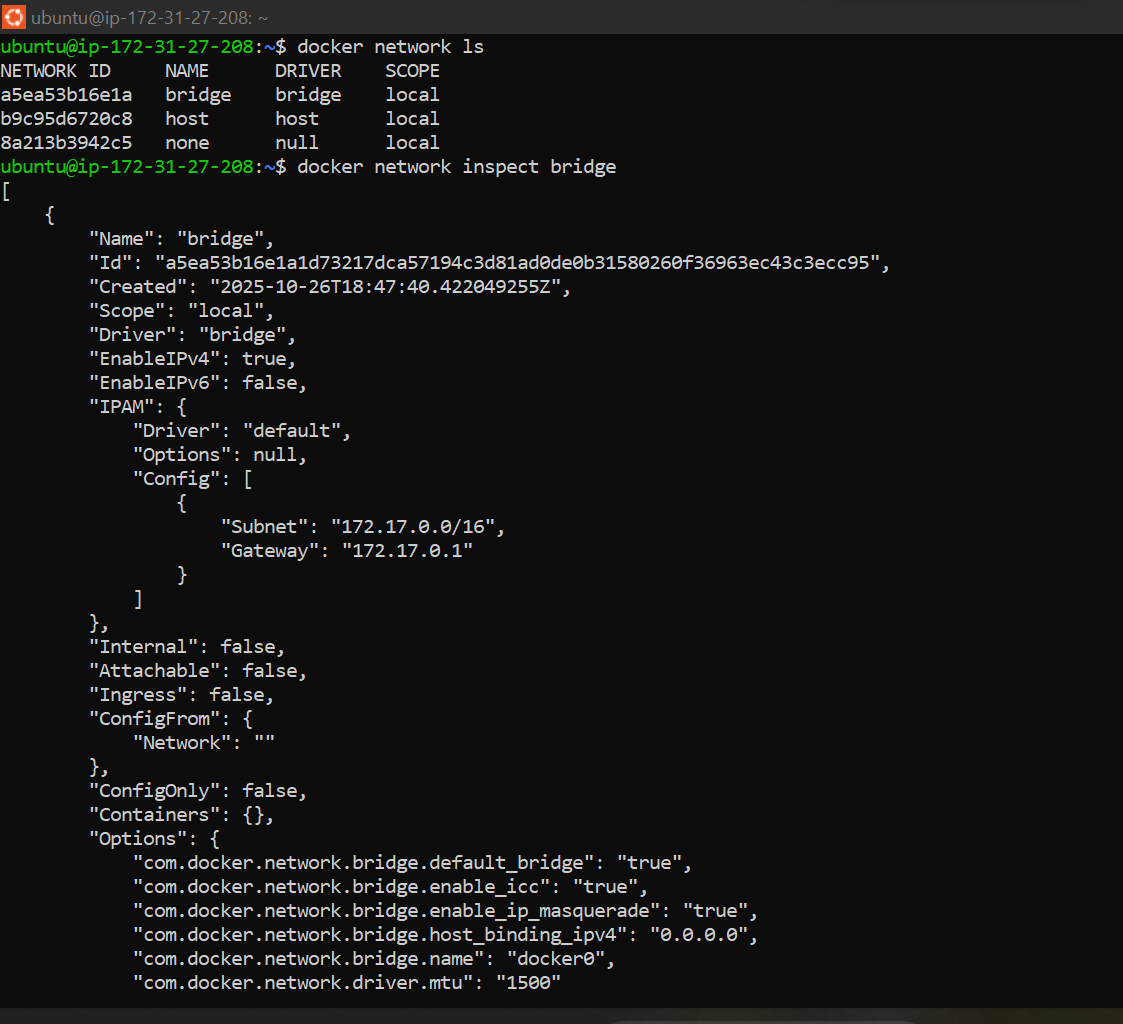 ubuntu@ip-172-31-27-208: ~
ubuntu@ip-172-31-27-208:~$ docker network ls
NETWORK ID     NAME      DRIVER    SCOPE
a5ea53b16e1a   bridge    bridge    local
b9c95d6720c8   host      host      local
8a213b3942c5   none      null      local
ubuntu@ip-172-31-27-208:~$ docker network inspect bridge
[
    {
        "Name": "bridge",
        "Id": "a5ea53b16e1a1d73217dca57194c3d81ad0de0b31580260f36963ec43c3ecc95",
        "Created": "2025-10-26T18:47:40.422049255Z",
        "Scope": "local",
        "Driver": "bridge",
        "EnableIPv4": true,
        "EnableIPv6": false,
        "IPAM": {
            "Driver": "default",
            "Options": null,
            "Config": [
                {
                    "Subnet": "172.17.0.0/16",
                    "Gateway": "172.17.0.1"
                }
            ]
        },
        "Internal": false,
        "Attachable": false,
        "Ingress": false,
        "ConfigFrom": {
            "Network": ""
        },
        "ConfigOnly": false,
        "Containers": {},
        "Options": {
            "com.docker.network.bridge.default_bridge": "true",
            "com.docker.network.bridge.enable_icc": "true",
            "com.docker.network.bridge.enable_ip_masquerade": "true",
            "com.docker.network.bridge.host_binding_ipv4": "0.0.0.0",
            "com.docker.network.bridge.name": "docker0",
            "com.docker.network.driver.mtu": "1500"